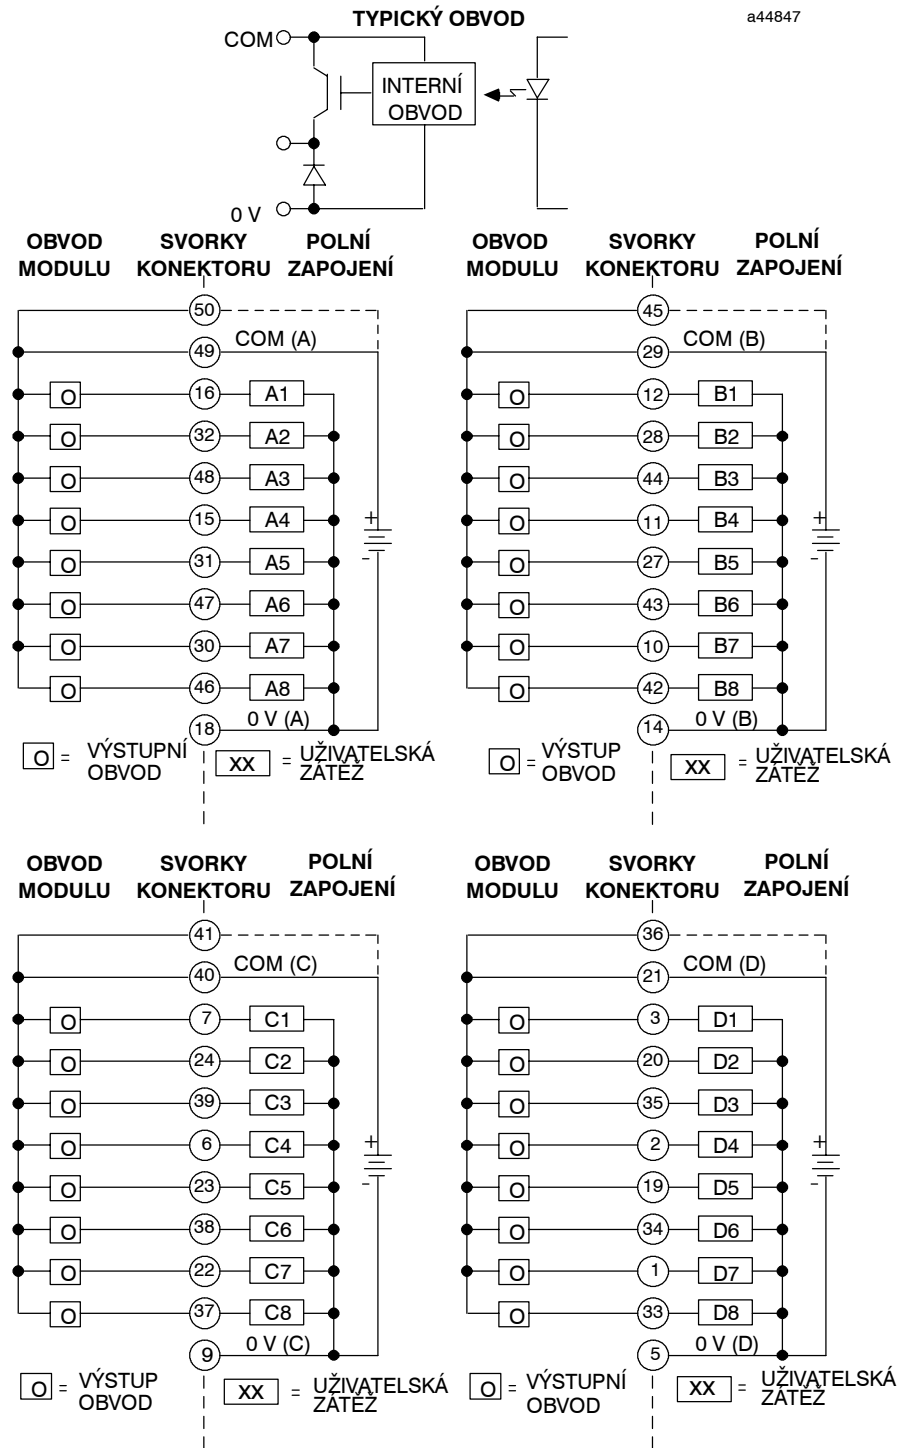 TYPICKÝ OBVOD
a44847
COM
INTERNÍ
OBVOD
0 V
OBVOD MODULU
SVORKY KONEKTORU
POLNÍ ZAPOJENÍ
50
49 COM (A)
O 16 A1
O 32 A2
O 48 A3
O 15 A4
+
O 31 A5
-
O 47 A6
O 30 A7
O 46 A8
18 0 V (A)
O = VÝSTUPNÍ OBVOD
XX = UŽIVATELSKÁ ZÁTĚŽ
OBVOD MODULU
SVORKY KONEKTORU
POLNÍ ZAPOJENÍ
45
29 COM (B)
O 12 B1
O 28 B2
O 44 B3
O 11 B4
+
O 27 B5
-
O 43 B6
O 10 B7
O 42 B8
14 0 V (B)
O = VÝSTUP OBVOD
XX = UŽIVATELSKÁ ZÁTĚŽ
OBVOD MODULU
SVORKY KONEKTORU
POLNÍ ZAPOJENÍ
41
40 COM (C)
O 7 C1
O 24 C2
O 39 C3
O 6 C4
+
O 23 C5
-
O 38 C6
O 22 C7
O 37 C8
9 0 V (C)
O = VÝSTUP OBVOD
XX = UŽIVATELSKÁ ZÁTĚŽ
OBVOD MODULU
SVORKY KONEKTORU
POLNÍ ZAPOJENÍ
36
21 COM (D)
O 3 D1
O 20 D2
O 35 D3
O 2 D4
+
O 19 D5
-
O 34 D6
O 1 D7
O 33 D8
5 0 V (D)
O = VÝSTUPNÍ OBVOD
XX = UŽIVATELSKÁ ZÁTĚŽ